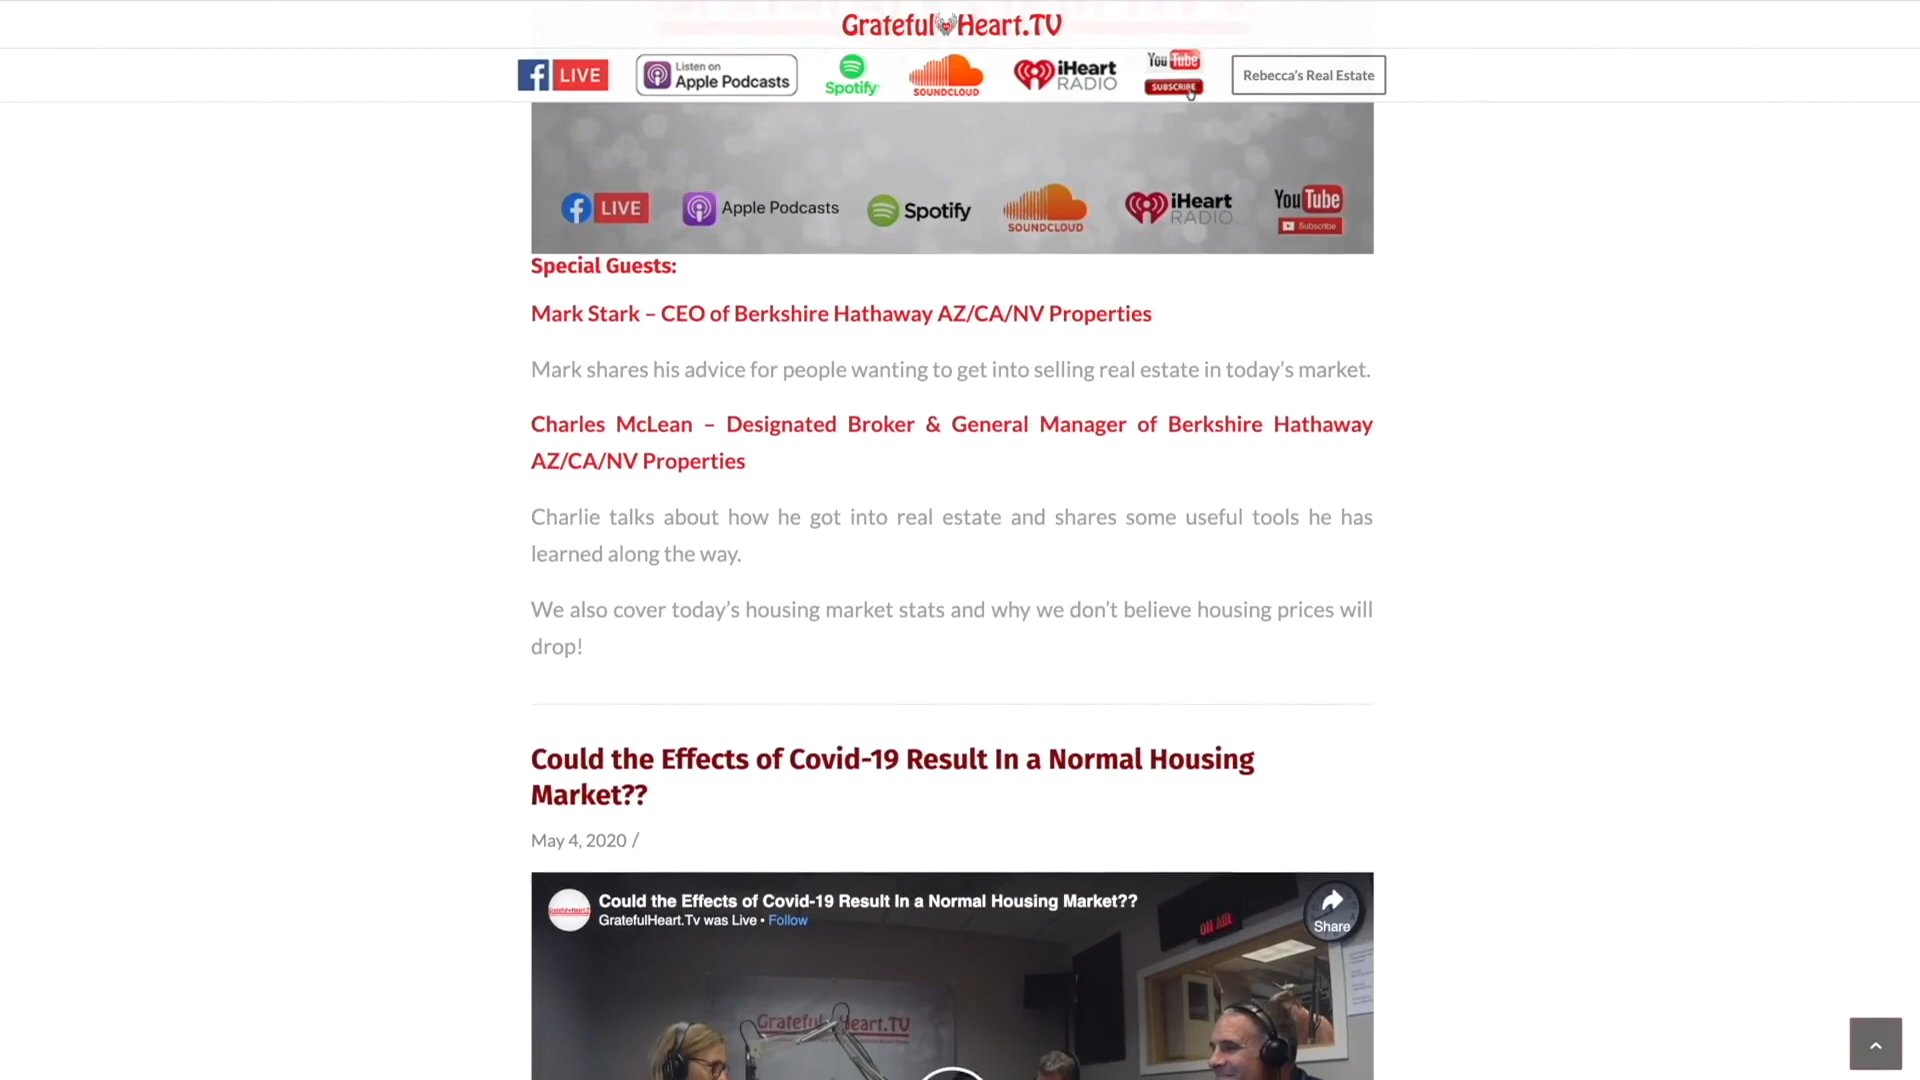 GratefulHeart.TV
LIVE
Listen on
Apple Podcasts
Spotify
SOUNDCLOUD
iHeart
RADIO
YouTube
SUBSCRIBE
Rebecca's Real Estate
LIVE
Apple Podcasts
Spotify
SOUNDCLOUD
iHeart
RADIO
YouTube
Subscribe
Special Guests:
Mark Stark – CEO of Berkshire Hathaway AZ/CA/NV Properties
Mark shares his advice for people wanting to get into selling real estate in today's market.
Charles McLean – Designated Broker & General Manager of Berkshire Hathaway
AZ/CA/NV Properties
Charlie talks about how he got into real estate and shares some useful tools he has
learned along the way.
We also cover today's housing market stats and why we don't believe housing prices will
drop!
Could the Effects of Covid-19 Result In a Normal Housing
Market??
May 4, 2020 /
Could the Effects of Covid-19 Result In a Normal Housing Market??
GratefulHeart.Tv was Live • Follow
Share
ON AIR
GratefulHeart.TV